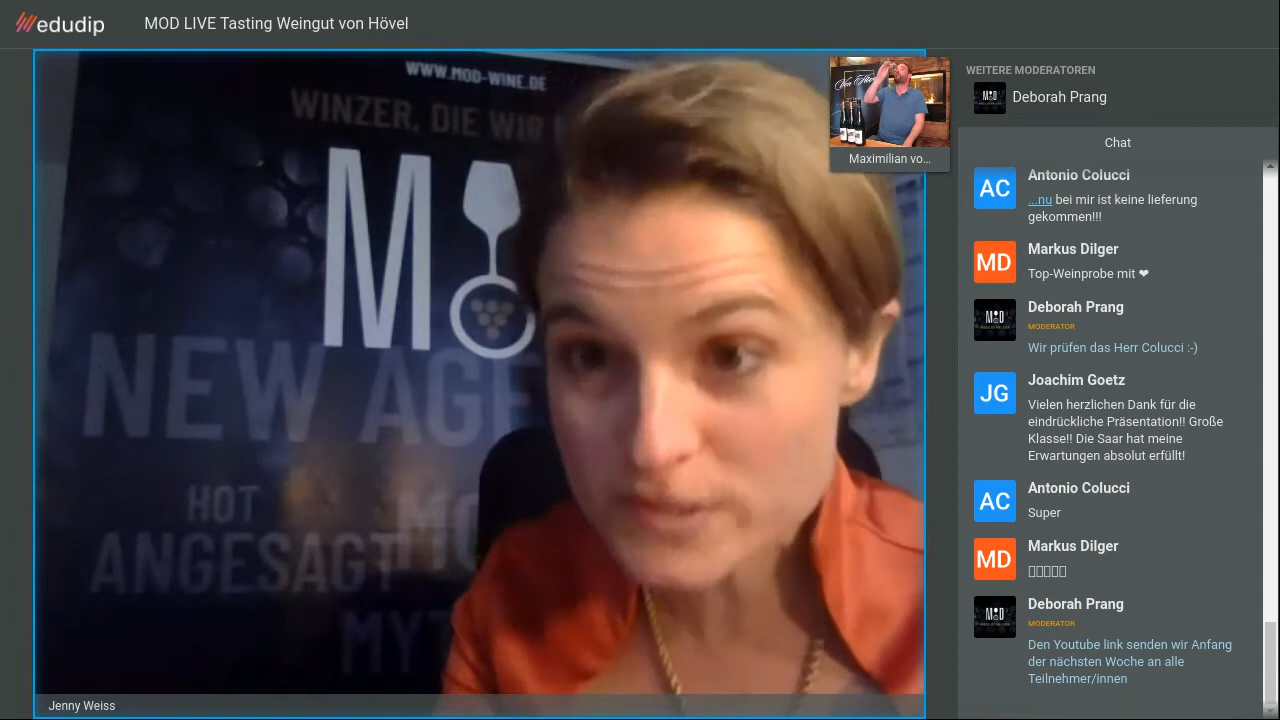 edudip
MOD LIVE Tasting Weingut von Hövel
WWW.MOD-WINE.DE
WINZER, DIE WIR
MOD
NEW AGE
HOT
ANGESAGT
MYT
Jenny Weiss
Maximilian vo...
WEITERE MODERATOREN
Deborah Prang
Chat
AC
Antonio Colucci
...nu bei mir ist keine lieferung
gekommen!!!
MD
Markus Dilger
Top-Weinprobe mit ❤
Deborah Prang
MODERATOR
Wir prüfen das Herr Colucci :-)
JG
Joachim Goetz
Vielen herzlichen Dank für die
eindrückliche Präsentation!! Große
Klasse!! Die Saar hat meine
Erwartungen absolut erfüllt!
AC
Antonio Colucci
Super
MD
Markus Dilger
Deborah Prang
MODERATOR
Den Youtube link senden wir Anfang
der nächsten Woche an alle
Teilnehmer/innen